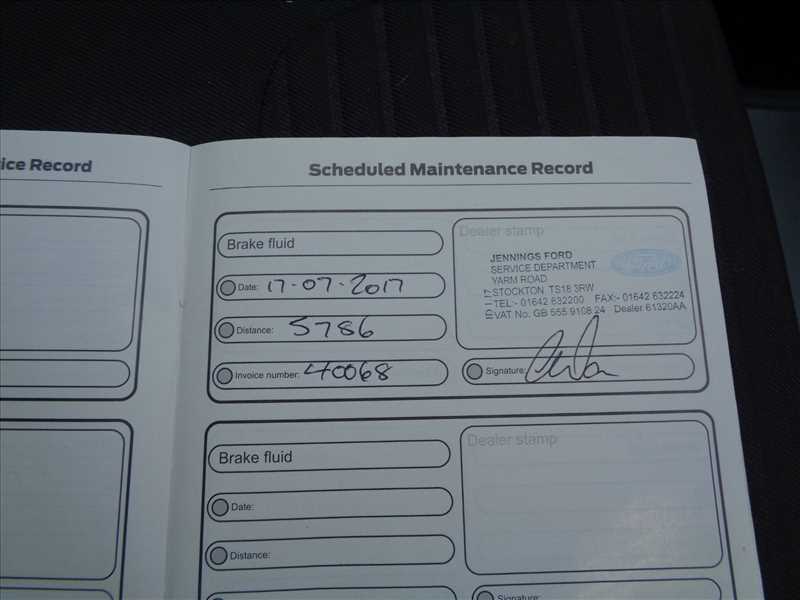 ice Record
Scheduled Maintenance Record
Brake fluid
Date: 17-07-2017
Distance: 5786
Invoice number: 40068
Dealer stamp
JENNINGS FORD
SERVICE DEPARTMENT
YARM ROAD
STOCKTON TS18 3RW
TEL:- 01642 632200 FAX:- 01642 632224
VAT No. GB 555 9108 24 Dealer 61320AA
Signature:
Brake fluid
Date:
Distance:
Dealer stamp
Signature: